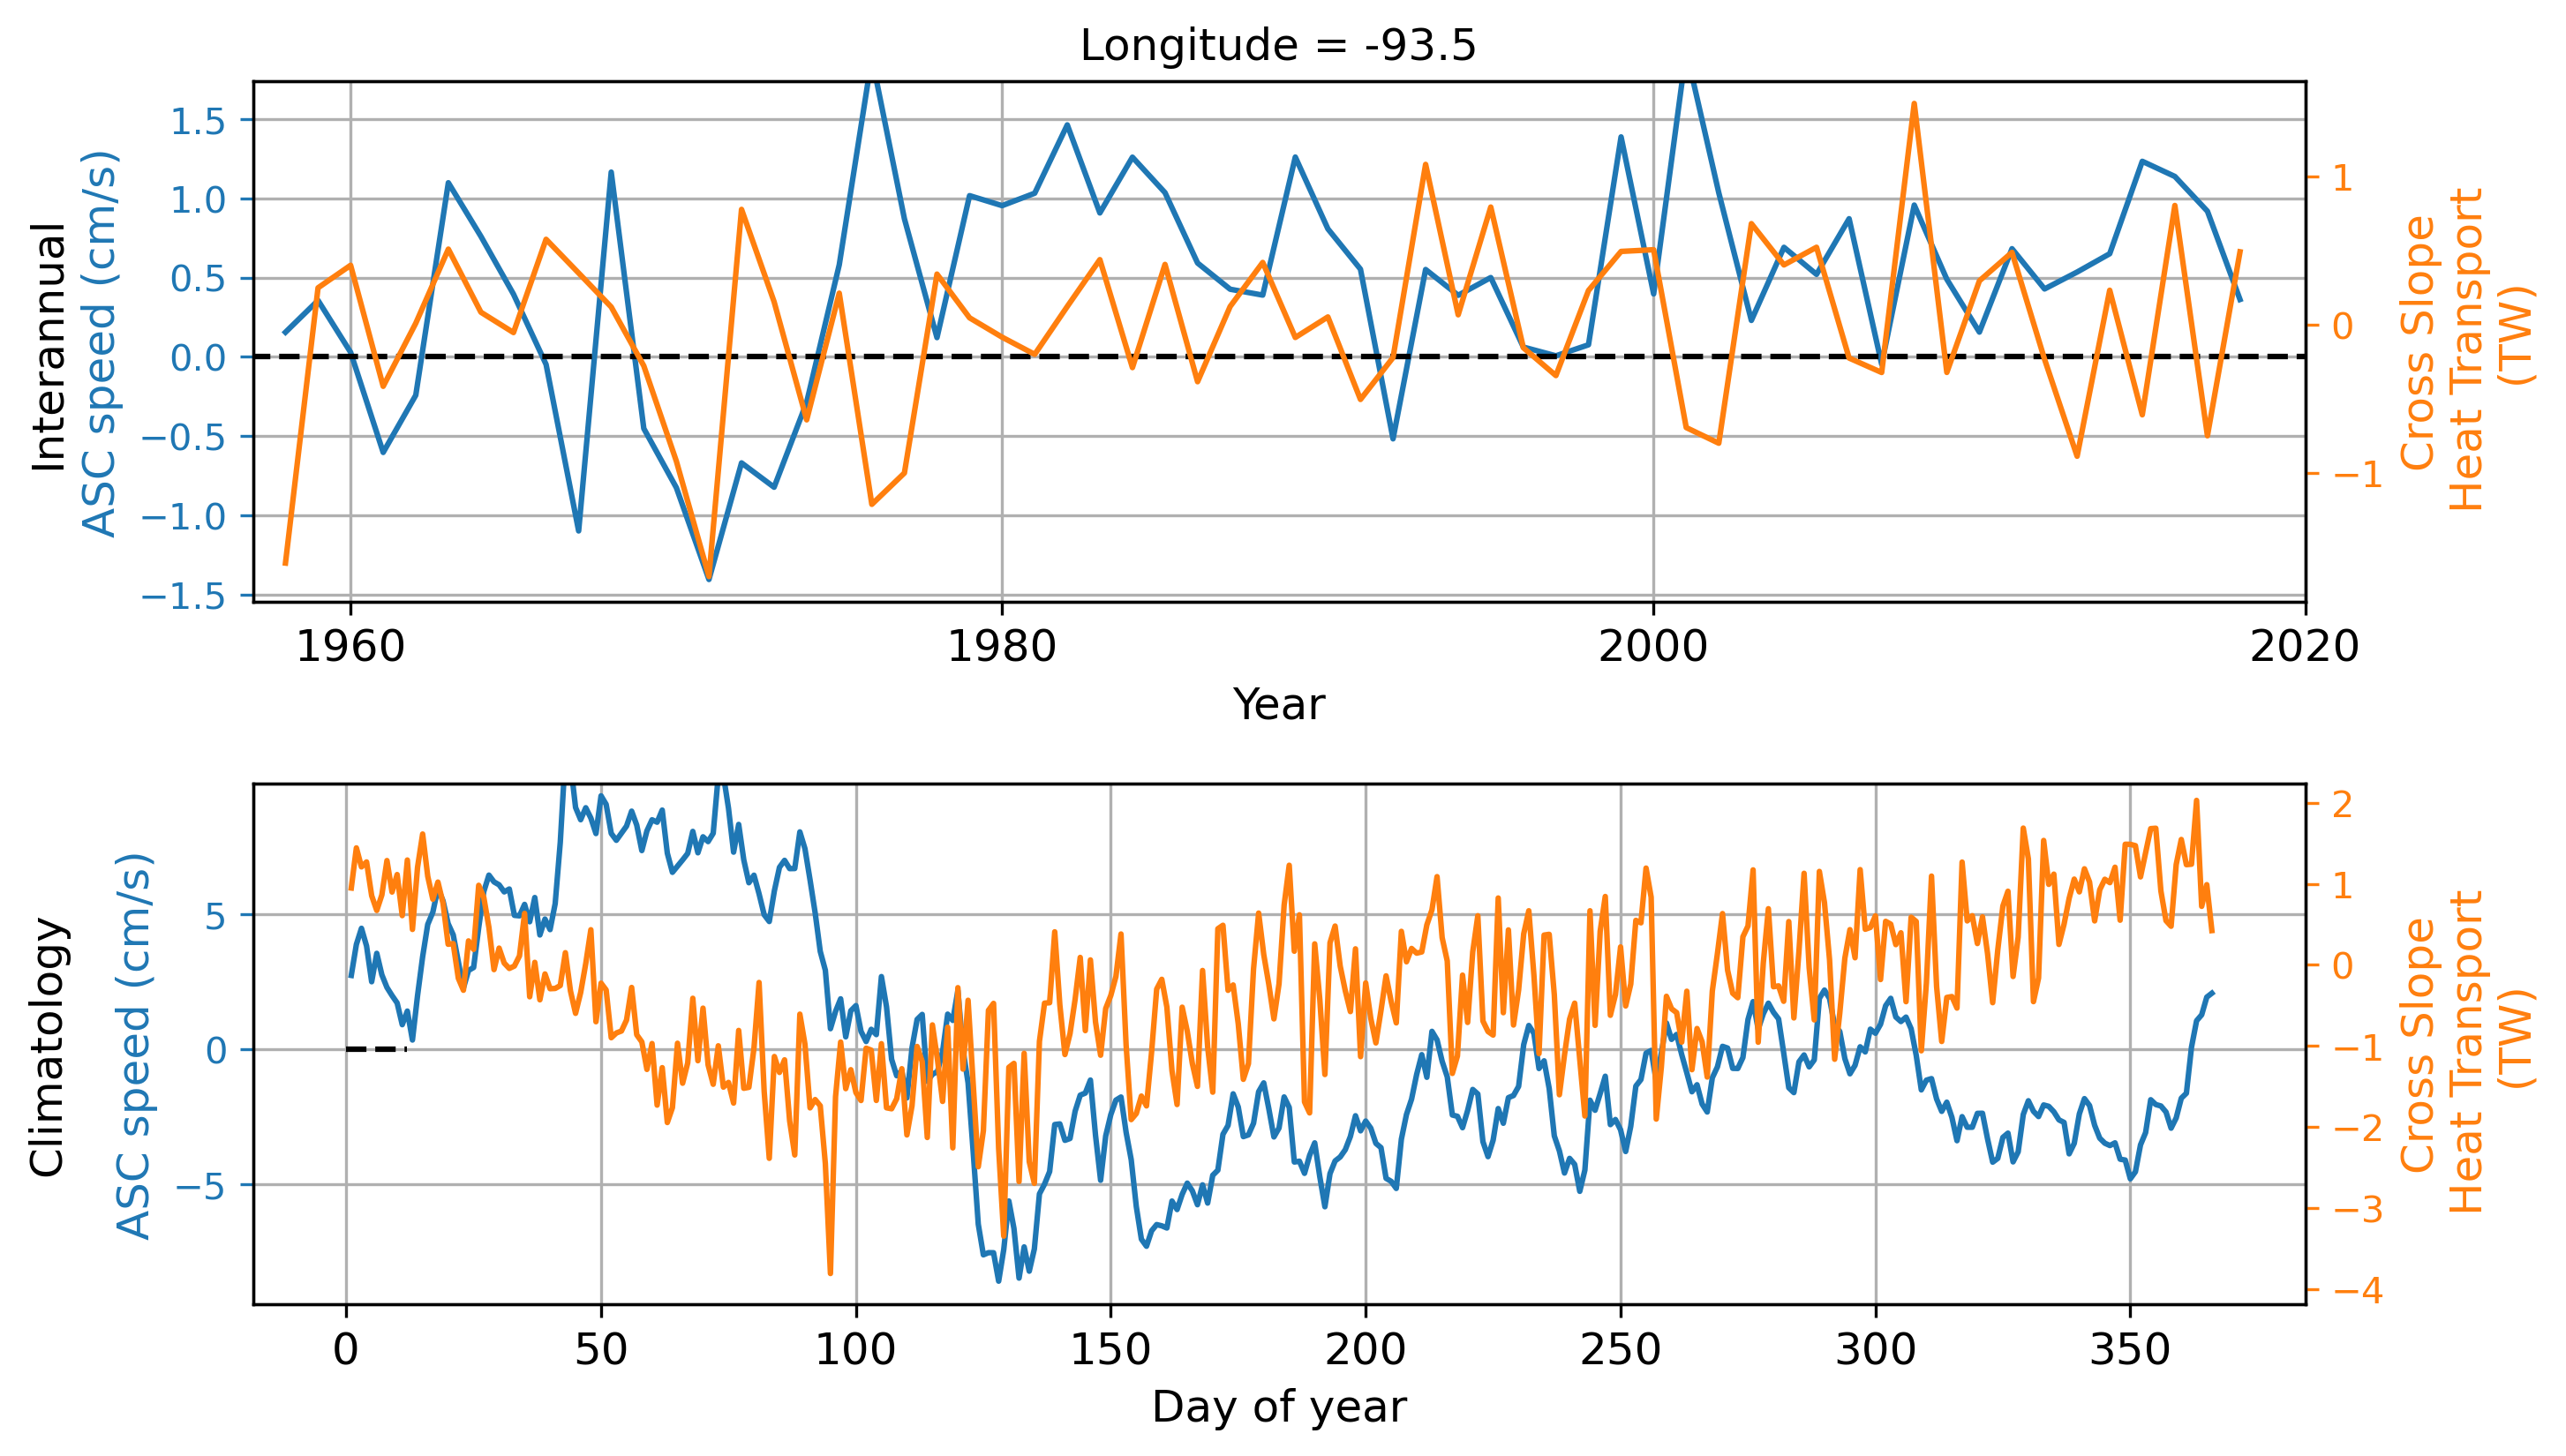 Longitude = -93.5
Interannual
ASC speed (cm/s)
1.5
1.0
0.5
0.0
−0.5
−1.0
−1.5
1
0
−1
Cross Slope
Heat Transport
(TW)
1960
1980
2000
2020
Year
Climatology
ASC speed (cm/s)
5
0
−5
2
1
0
−1
−2
−3
−4
Cross Slope
Heat Transport
(TW)
0
50
100
150
200
250
300
350
Day of year